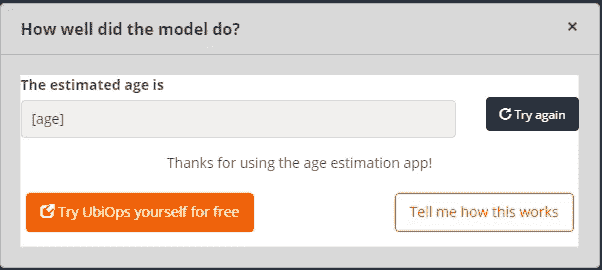 How well did the model do?
×
The estimated age is
[age]
Try again
Thanks for using the age estimation app!
Try UbiOps yourself for free
Tell me how this works